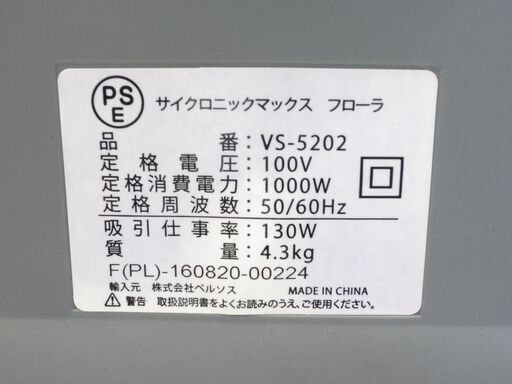 PS E サイクロニックマックス フローラ
品 番：VS-5202
定格電圧：100V
定格消費電力：1000W
定格周波数：50/60Hz
吸引仕事率：130W
質 量：4.3kg
F(PL)-160820-00224
輸入元 株式会社ベルソス MADE IN CHINA
警告 取扱説明書をよくお読みのうえ、ご使用ください。